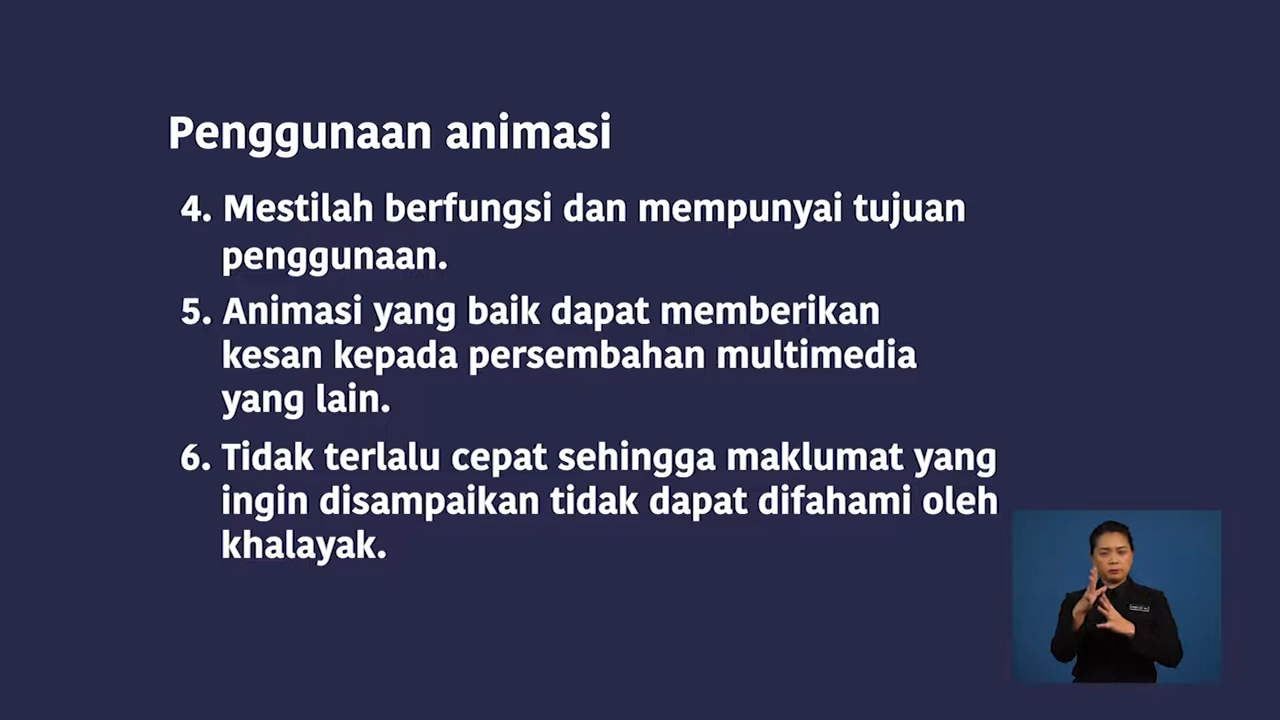 Penggunaan animasi
4. Mestilah berfungsi dan mempunyai tujuan
penggunaan.
5. Animasi yang baik dapat memberikan
kesan kepada persembahan multimedia
yang lain.
6. Tidak terlalu cepat sehingga maklumat yang
ingin disampaikan tidak dapat difahami oleh
khalayak.